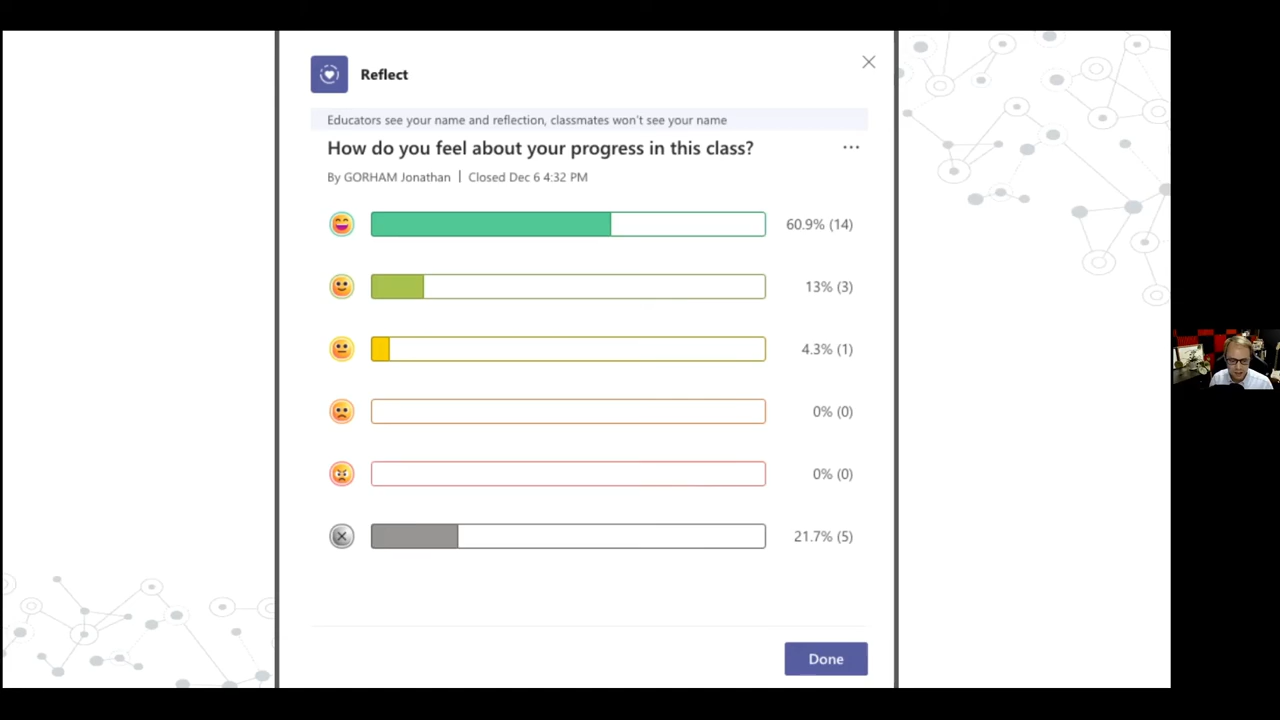 Reflect
Educators see your name and reflection, classmates won't see your name
How do you feel about your progress in this class?
By GORHAM Jonathan | Closed Dec 6 4:32 PM
60.9% (14)
13% (3)
4.3% (1)
0% (0)
0% (0)
21.7% (5)
Done